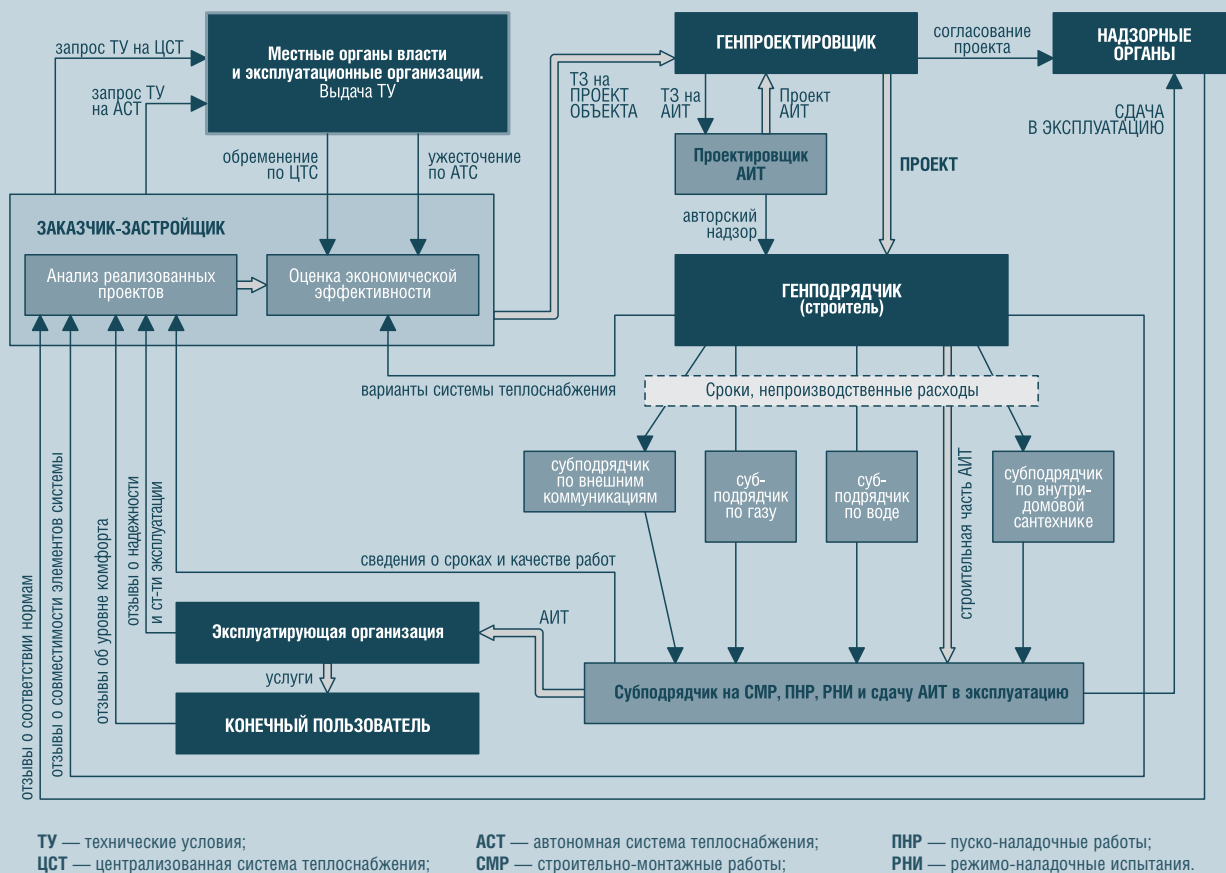 запрос ТУ на ЦСТ
запрос ТУ
на АСТ
Местные органы власти
и эксплуатационные организации.
Выдача ТУ
ТЗ на
ПРОЕКТ
ОБЪЕКТА
ГЕНПРОЕКТИРОВЩИК
согласование
проекта
НАДЗОРНЫЕ
ОРГАНЫ
ТЗ на
АИТ
Проект
АИТ
СДАЧА
В ЭКСПЛУАТАЦИЮ
обременение
по ЦТС
ужесточение
по АТС
Проектировщик
АИТ
ПРОЕКТ
авторский
надзор
ЗАКАЗЧИК-ЗАСТРОЙЩИК
Анализ реализованных
проектов
Оценка экономической
эффективности
ГЕНПОДРЯДЧИК
(строитель)
варианты системы теплоснабжения
Сроки, непроизводственные расходы
субподрядчик
по внешним
коммуникациям
суб-
подрядчик
по газу
суб-
подрядчик
по воде
строительная часть АИТ
субподрядчик
по внутри-
домовой
сантехнике
отзывы о соответствии нормам
отзывы о совместимости элементов системы
отзывы об уровне комфорта
отзывы о надежности
и ст-ти эксплуатации
сведения о сроках и качестве работ
Эксплуатирующая организация
АИТ
услуги
КОНЕЧНЫЙ ПОЛЬЗОВАТЕЛЬ
Субподрядчик на СМР, ПНР, РНИ и сдачу АИТ в эксплуатацию
ТУ — технические условия;
ЦСТ — централизованная система теплоснабжения;
АСТ — автономная система теплоснабжения;
СМР — строительно-монтажные работы;
ПНР — пуско-наладочные работы;
РНИ — режимо-наладочные испытания.